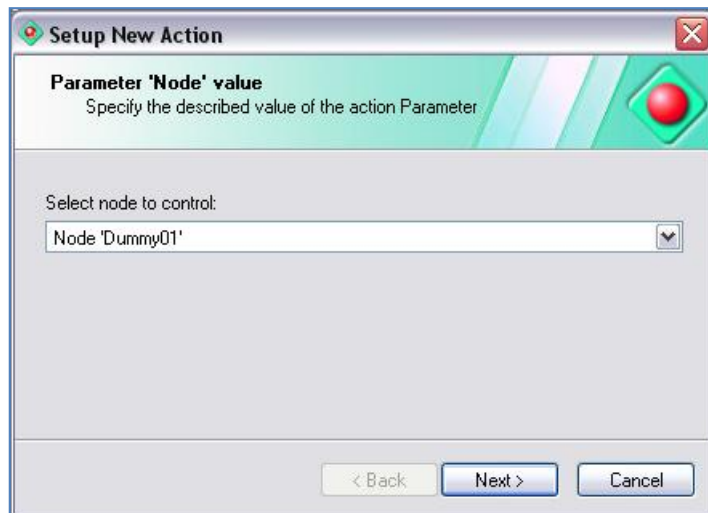 Setup New Action
Parameter 'Node' value
Specify the described value of the action Parameter
Select node to control:
Node 'Dummy01'
< Back Next > Cancel